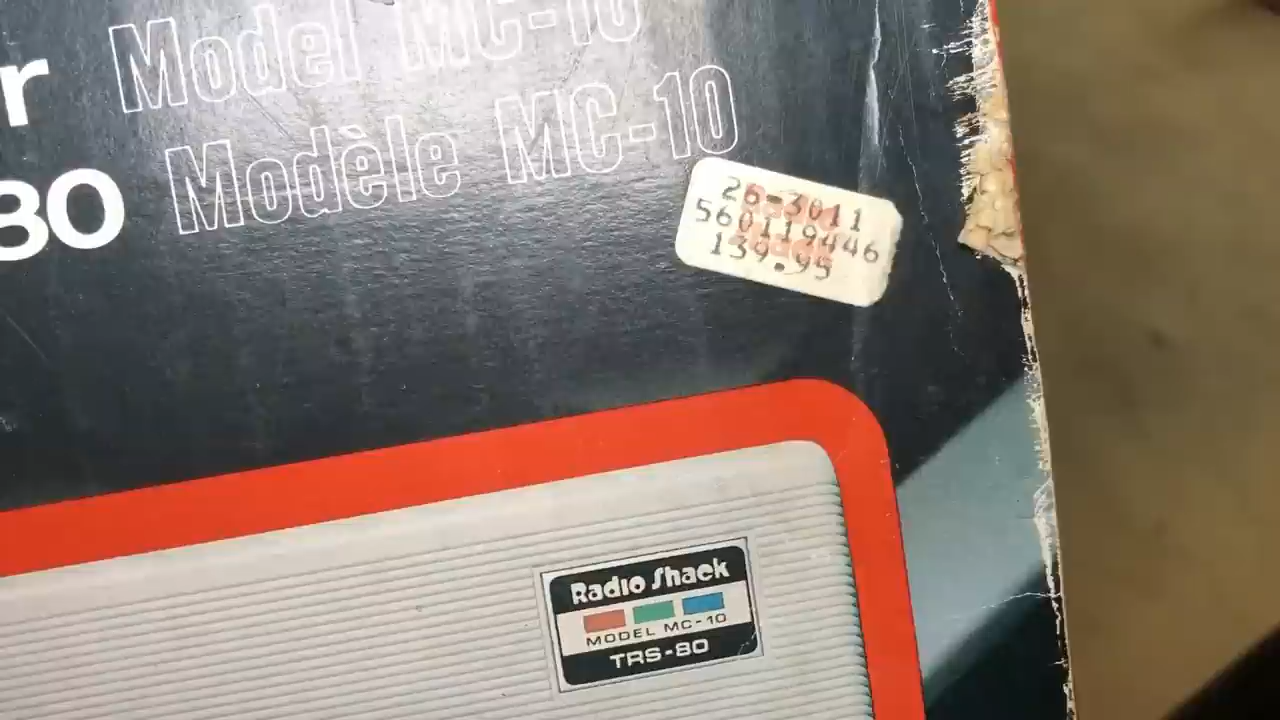 r Model MC-10
80 Modèle MC-10
26-3011
560119446
139.95
Radio Shack
MODEL MC-10
TRS-80